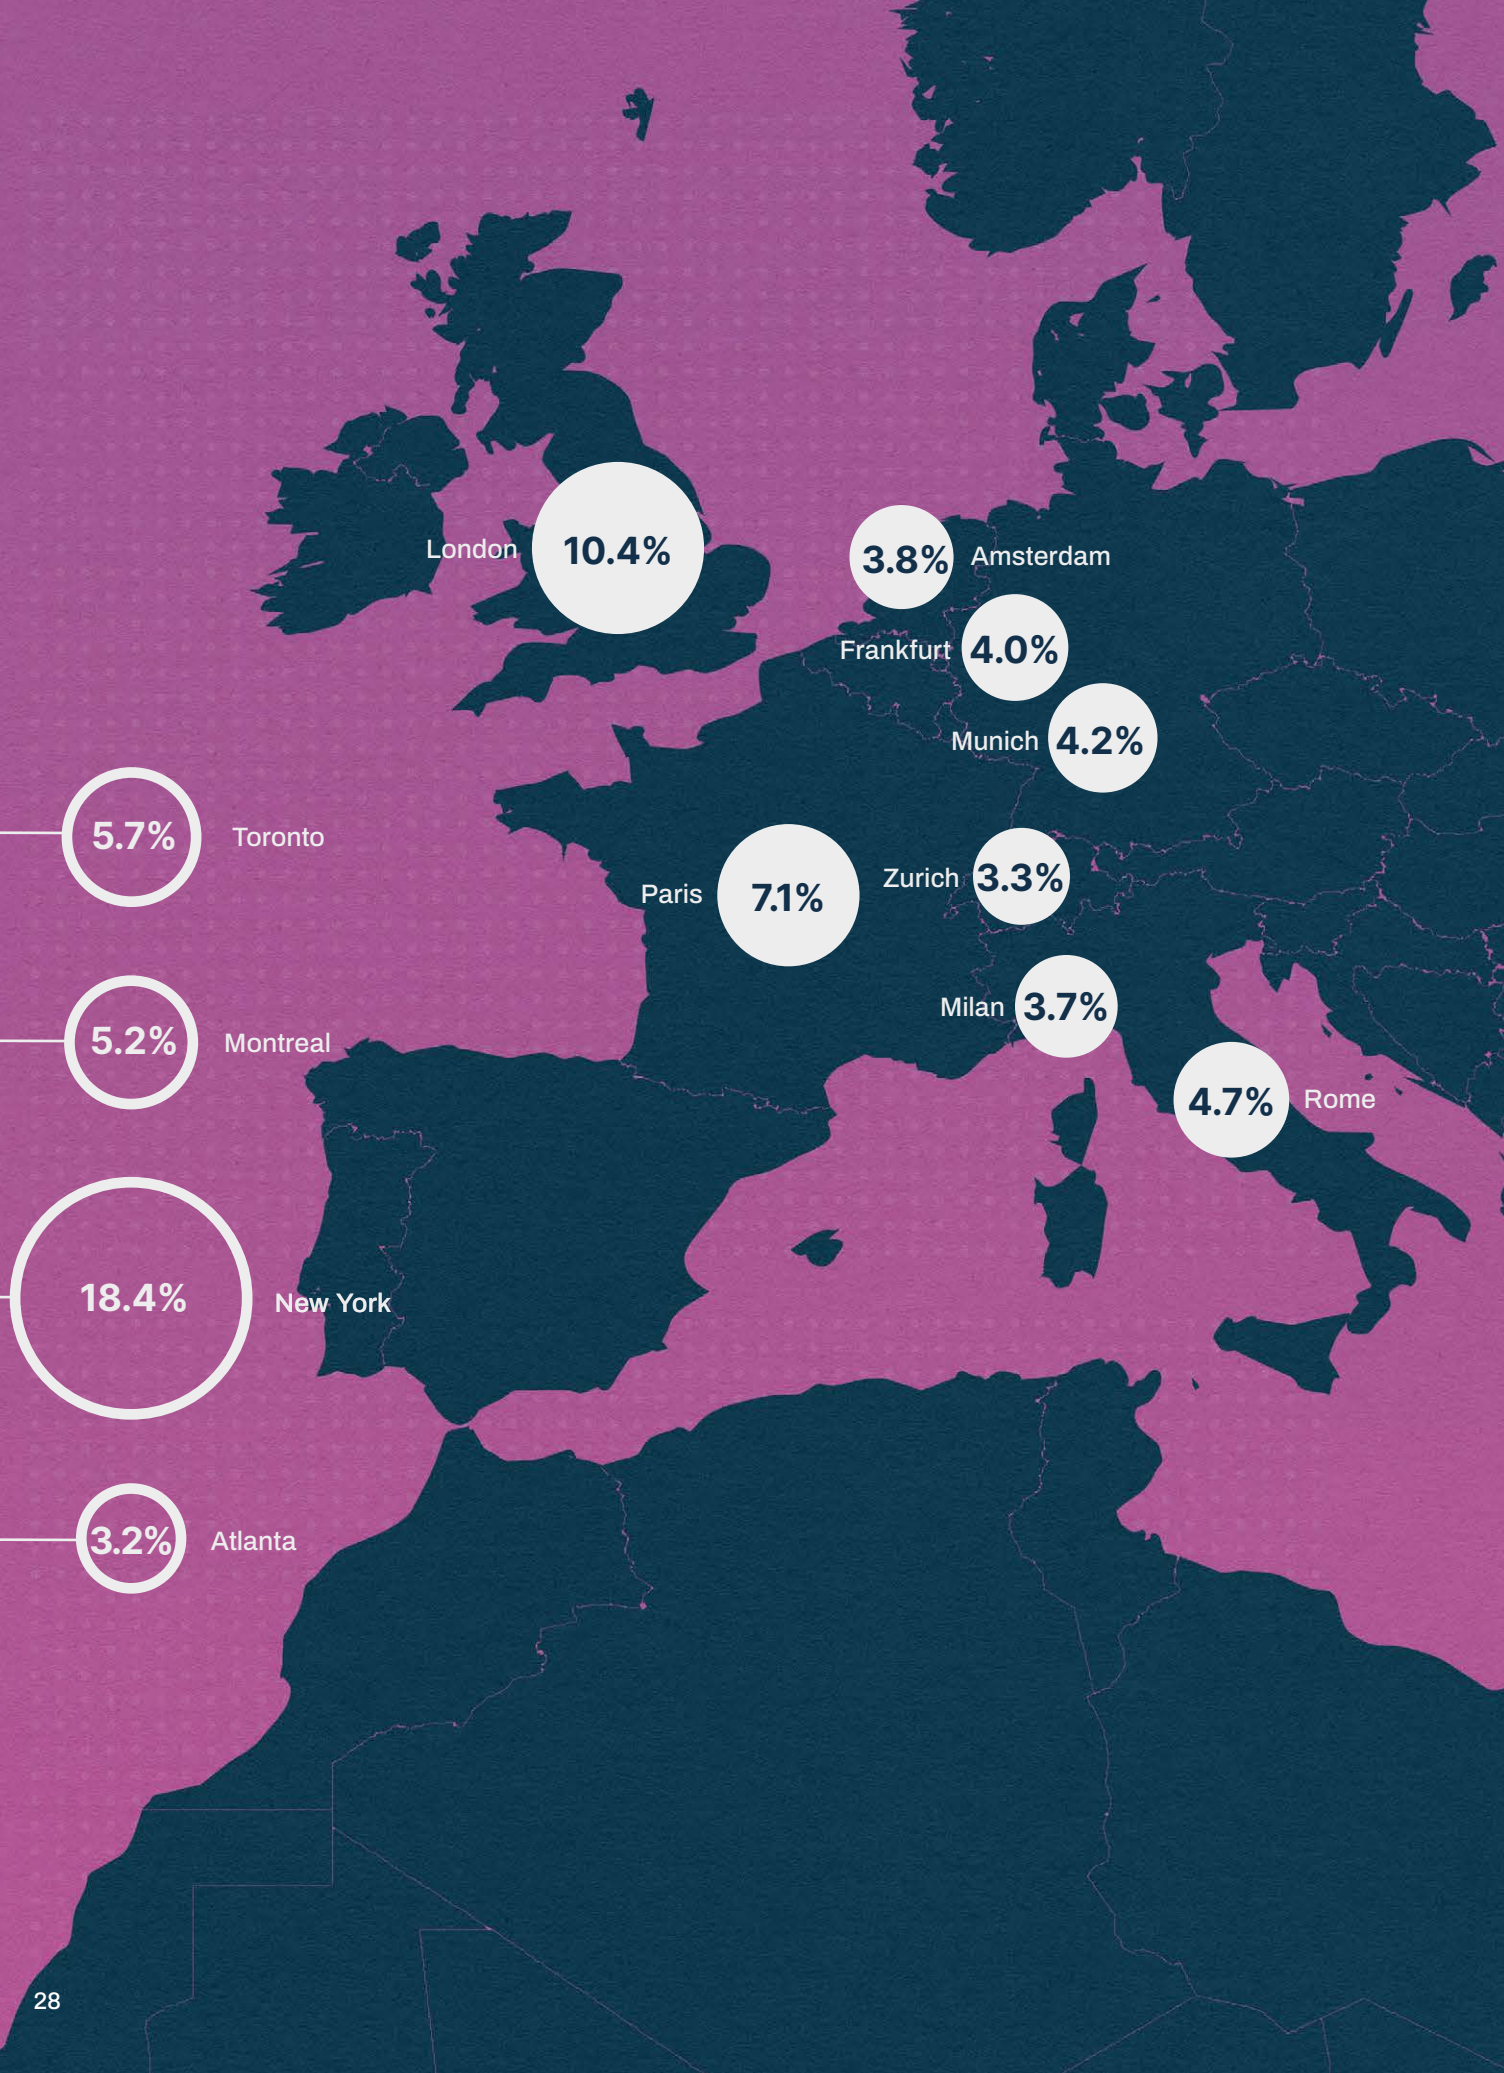 London 10.4%
3.8% Amsterdam
Frankfurt 4.0%
Munich 4.2%
5.7% Toronto
Paris 7.1%
Zurich 3.3%
Milan 3.7%
5.2% Montreal
4.7% Rome
18.4% New York
3.2% Atlanta
28